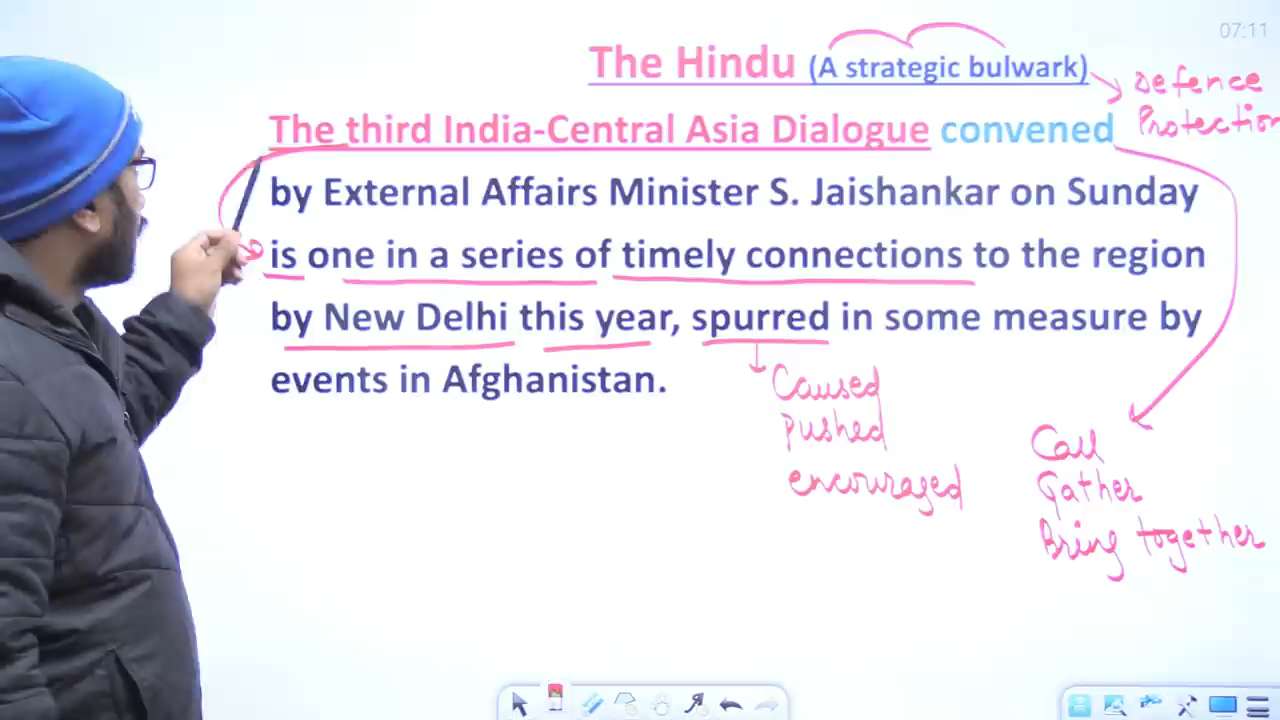 07:11
The Hindu (A strategic bulwark)
Defence
Protection
The third India-Central Asia Dialogue convened
by External Affairs Minister S. Jaishankar on Sunday
is one in a series of timely connections to the region
by New Delhi this year, spurred in some measure by
events in Afghanistan.
Caused
Pushed
encouraged
Call
Gather
Bring together